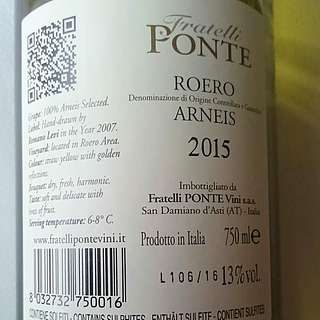 Fratelli
PONTE
ROERO
Denominazione di Origine Controllata e Garantita
ARNEIS
2015
Imbottigliato da
Fratelli PONTE Vini s.a.s.
San Damiano d'Asti (AT) - Italia
Prodotto in Italia 750 ml e
L106/16 13%vol.
Grape: 100% Arneis Selected.
Label: Hand-drawn by
Romano Levi in the Year 2007.
Vineyard: located in Roero Area.
Colour: straw yellow with golden
reflections.
Bouquet: dry, fresh, harmonic.
Taste: soft and delicate with
hints of fruit.
Serving temperature: 6-8° C.
www.fratellipontevini.it
8 032732 750016
CONTIENE SOLFITI - CONTAINS SULPHITES - ENTHÄLT SULFITE - CONTIENT SULFITES